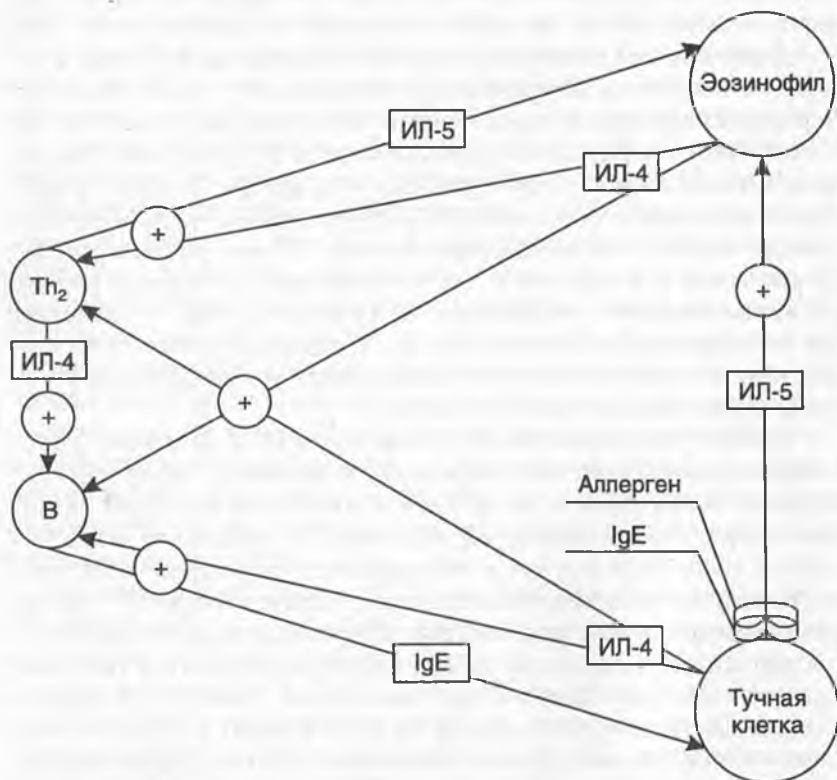 Эозинофил
ИЛ-5
ИЛ-4
+
Th₂
+
ИЛ-4
ИЛ-5
+
+
Аллерген
В
IgE
+
ИЛ-4
IgE
Тучная
клетка